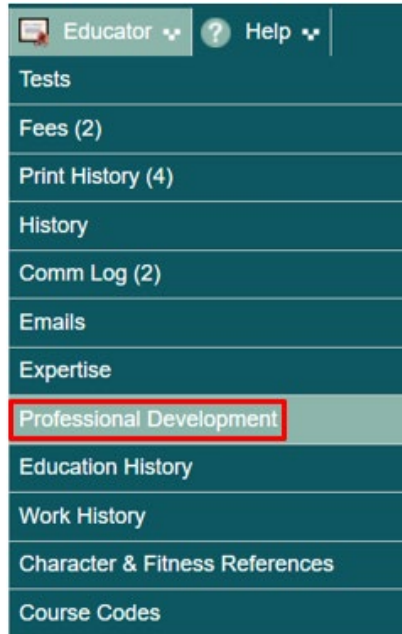 Educator Help
Tests
Fees (2)
Print History (4)
History
Comm Log (2)
Emails
Expertise
Professional Development
Education History
Work History
Character & Fitness References
Course Codes